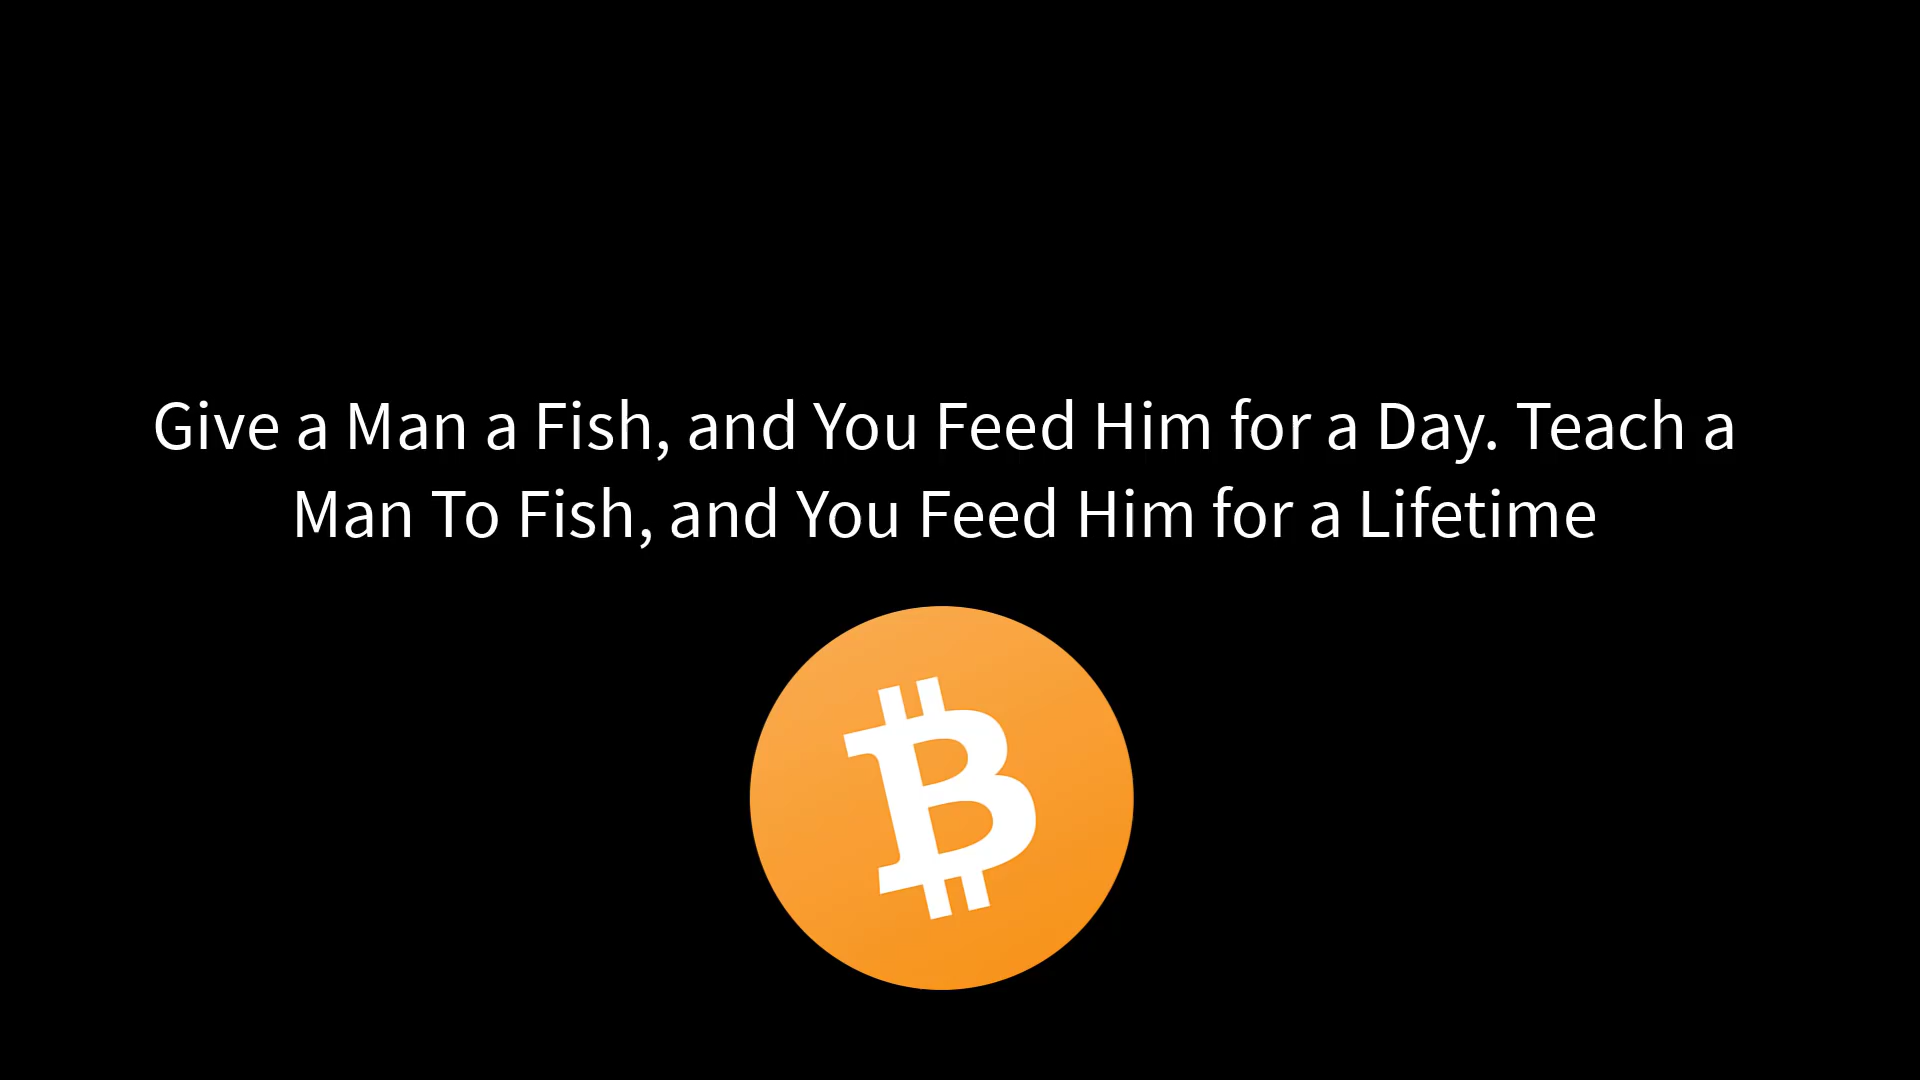 Give a Man a Fish, and You Feed Him for a Day. Teach a
Man To Fish, and You Feed Him for a Lifetime